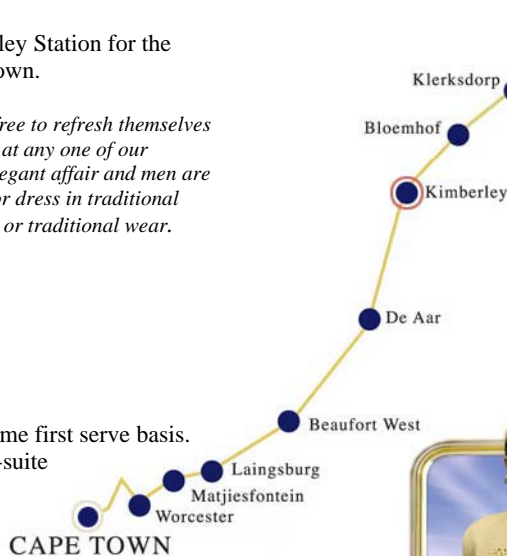 ley Station for the
own.
free to refresh themselves
at any one of our
egant affair and men are
or dress in traditional
or traditional wear.
me first serve basis.
-suite
Klerksdorp
Bloemhof
Kimberley
De Aar
Beaufort West
Laingsburg
Matjiesfontein
Worcester
CAPE TOWN